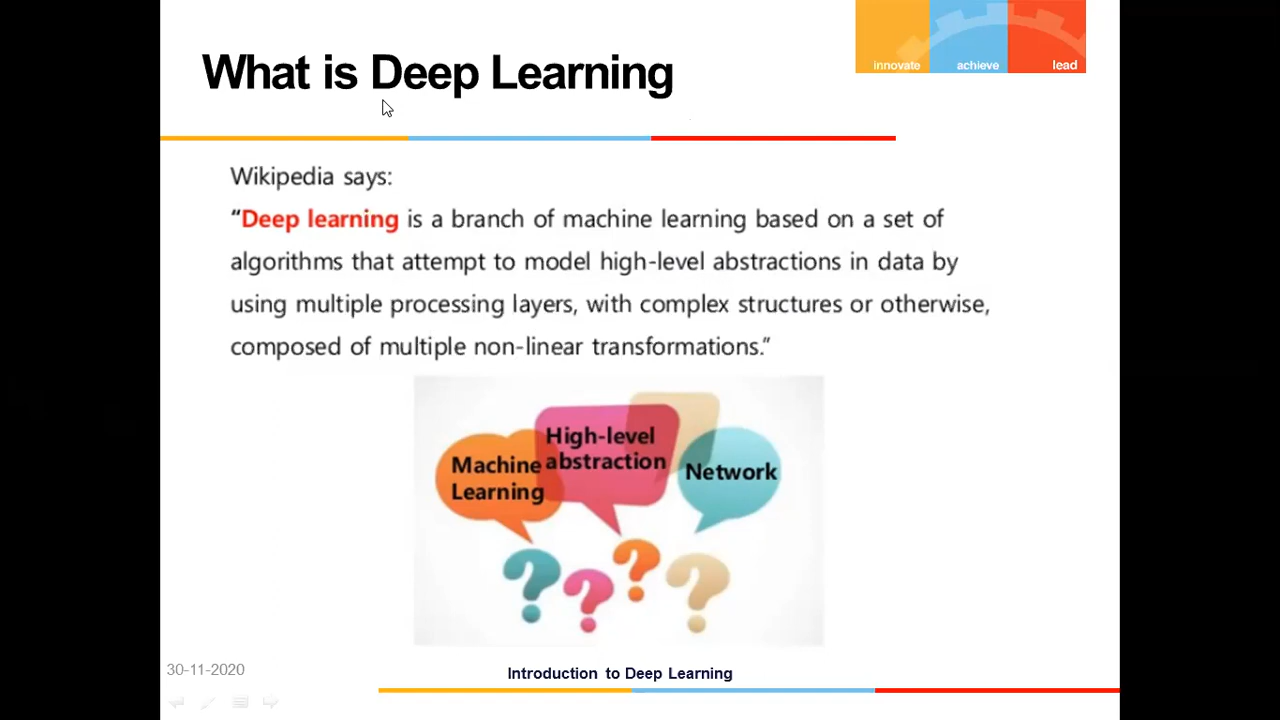 What is Deep Learning
innovate achieve lead
Wikipedia says:
“Deep learning is a branch of machine learning based on a set of
algorithms that attempt to model high-level abstractions in data by
using multiple processing layers, with complex structures or otherwise,
composed of multiple non-linear transformations.”
High-level
abstraction
Machine
Learning
Network
? ? ? ?
30-11-2020
Introduction to Deep Learning